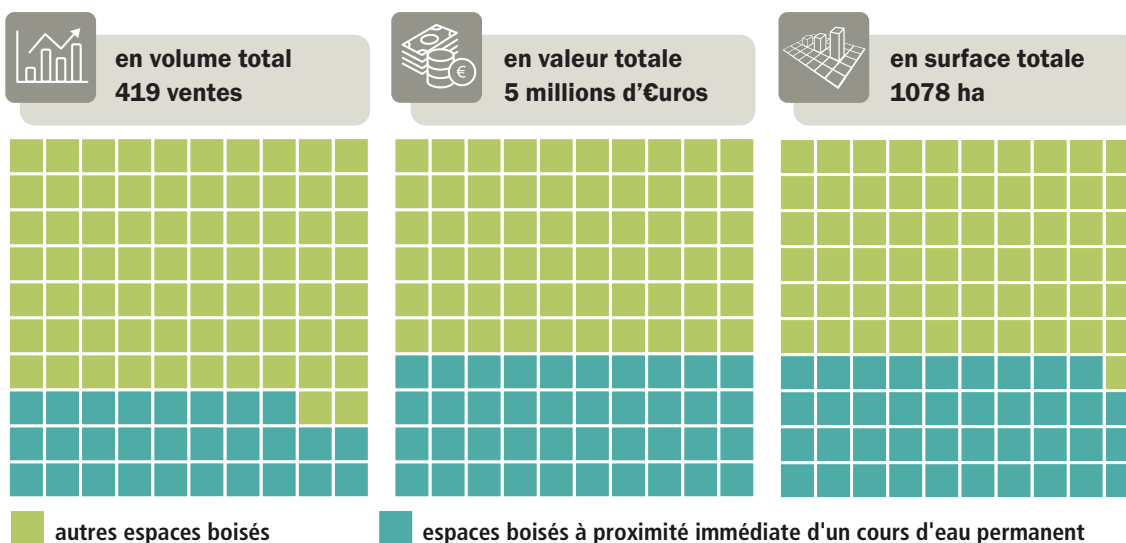 en volume total
419 ventes
en valeur totale
5 millions d'€uros
en surface totale
1078 ha
autres espaces boisés
espaces boisés à proximité immédiate d'un cours d'eau permanent